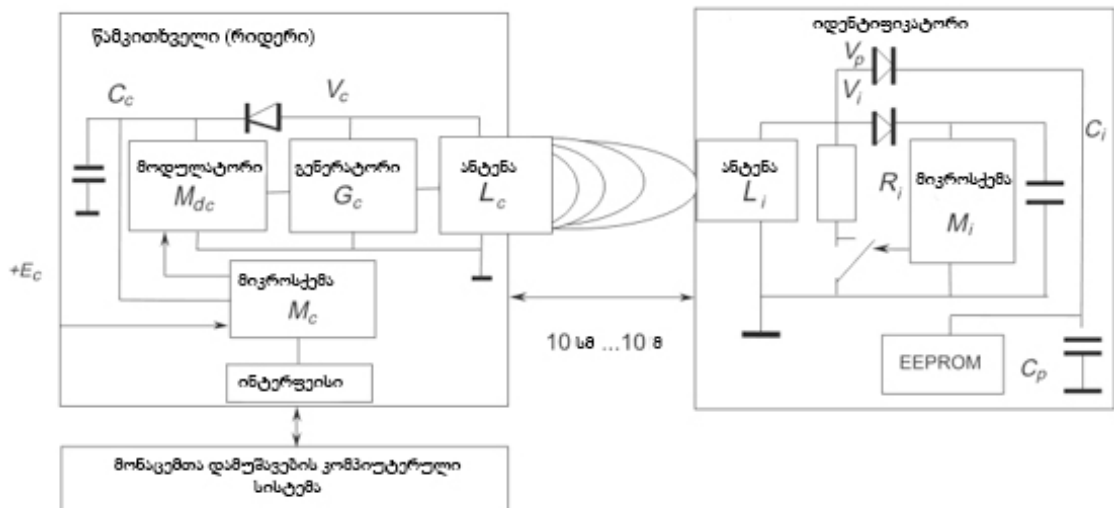 წამკითხველი (რიდერი)
C_c
V_c
მოდულატორი
M_dc
გენერატორი
G_c
ანტენა
L_c
+E_c
მიკროსქემა
M_c
ინტერფეისი
მონაცემთა დამუშავების კომპიუტერული
სისტემა
10 სმ ...10 მ
იდენტიფიკატორი
V_p
V_i
C_i
ანტენა
L_i
R_i
მიკროსქემა
M_i
EEPROM
C_p